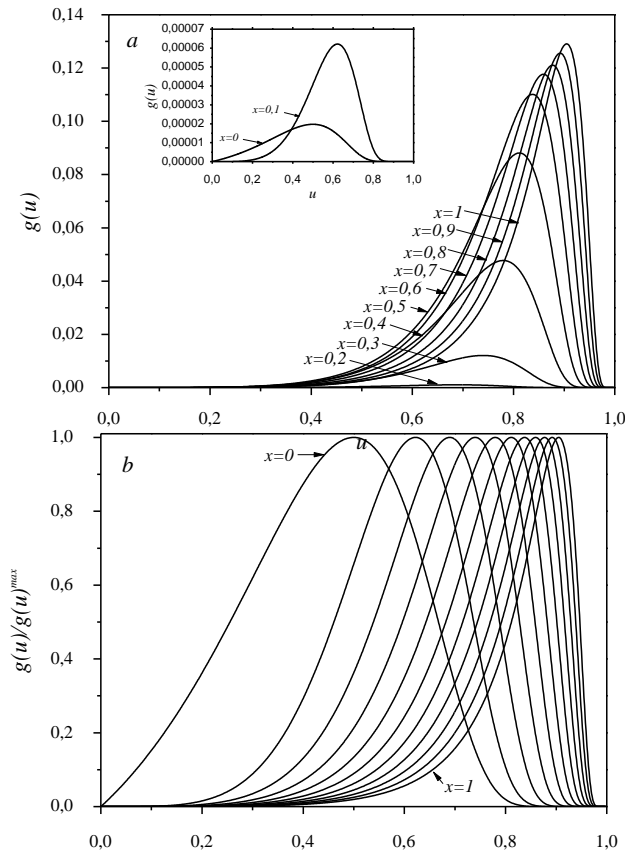 a
0,14
0,12
0,10
0,08
0,06
0,04
0,02
0,00
g(u)
0,00007
0,00006
0,00005
0,00004
0,00003
0,00002
0,00001
0,00000
g(u)
x=0,1
x=0
0,0 0,2 0,4 0,6 0,8 1,0
u
x=1
x=0,9
x=0,8
x=0,7
x=0,6
x=0,5
x=0,4
x=0,3
x=0,2
0,0 0,2 0,4 0,6 0,8 1,0
u
b
x=0
1,0
0,8
0,6
0,4
0,2
0,0
g(u)/g(u)^max
x=1
0,0 0,2 0,4 0,6 0,8 1,0